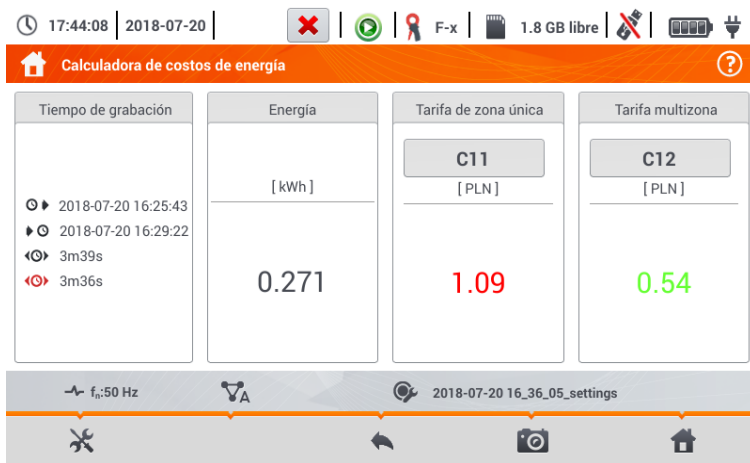 17:44:08 2018-07-20 F-x 1.8 GB libre
Calculadora de costos de energía ?
Tiempo de grabación
2018-07-20 16:25:43
2018-07-20 16:29:22
3m39s
3m36s
Energía
[ kWh ]
0.271
Tarifa de zona única
C11
[ PLN ]
1.09
Tarifa multizona
C12
[ PLN ]
0.54
fn:50 Hz A 2018-07-20 16_36_05_settings